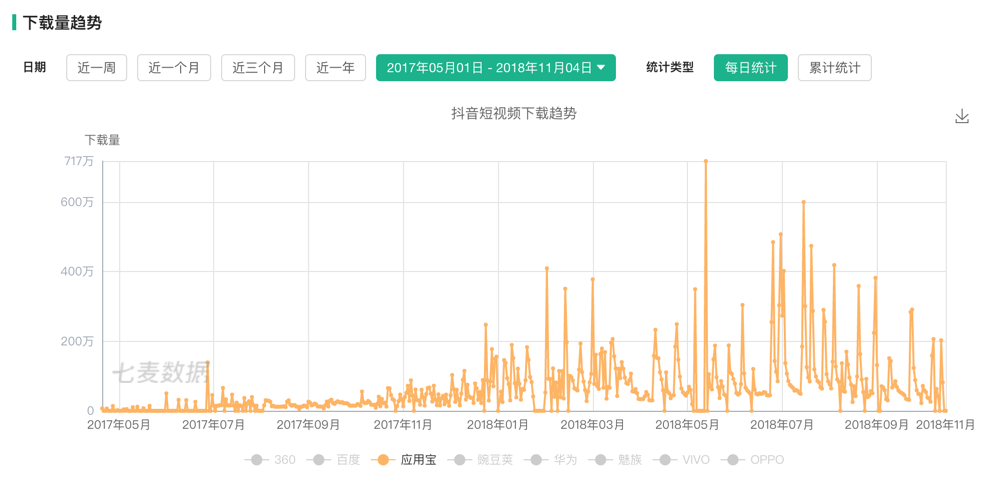 下载量趋势
日期 近一周 近一个月 近三个月 近一年 2017年05月01日 - 2018年11月04日 统计类型 每日统计 累计统计
抖音短视频下载趋势
下载量
717万
600万
400万
200万
七麦数据
0
2017年05月 2017年07月 2017年09月 2017年11月 2018年01月 2018年03月 2018年05月 2018年07月 2018年09月 2018年11月
360 百度 应用宝 豌豆荚 华为 魅族 VIVO OPPO